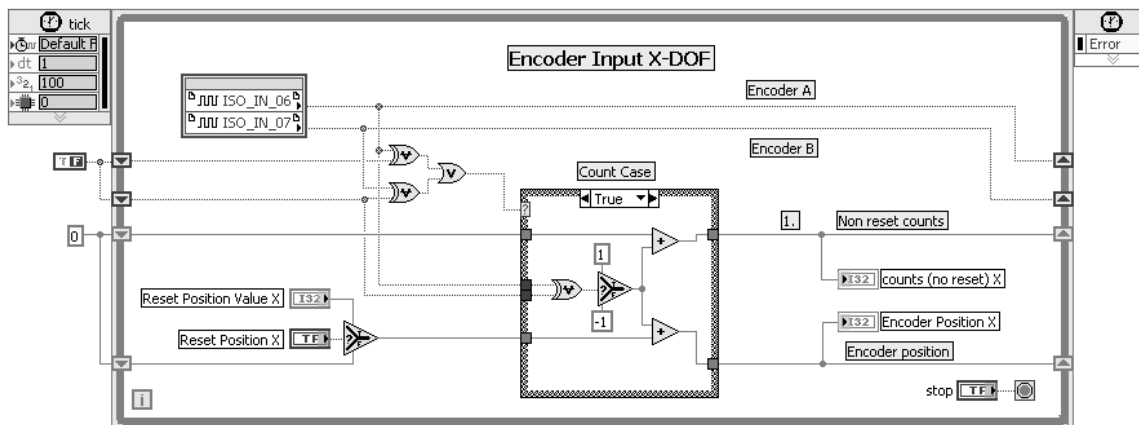 tick
Default F
dt 1
100
0
Encoder Input X-DOF
Error
ISO_IN_06
ISO_IN_07
Encoder A
Encoder B
F
Count Case
True
?
0
1.
Non reset counts
1
I32 counts (no reset) X
Reset Position Value X I32
-1
I32 Encoder Position X
Reset Position X TF
? F
Encoder position
stop TF
i